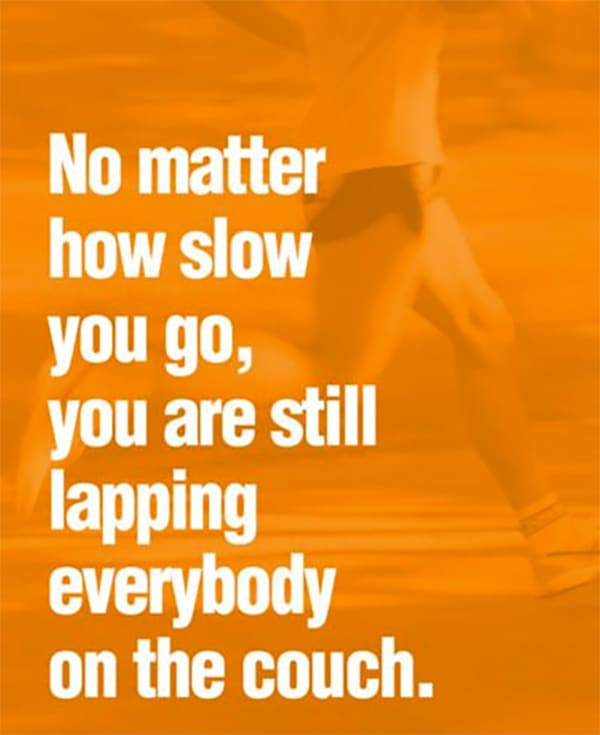 No matter
how slow
you go,
you are still
lapping
everybody
on the couch.